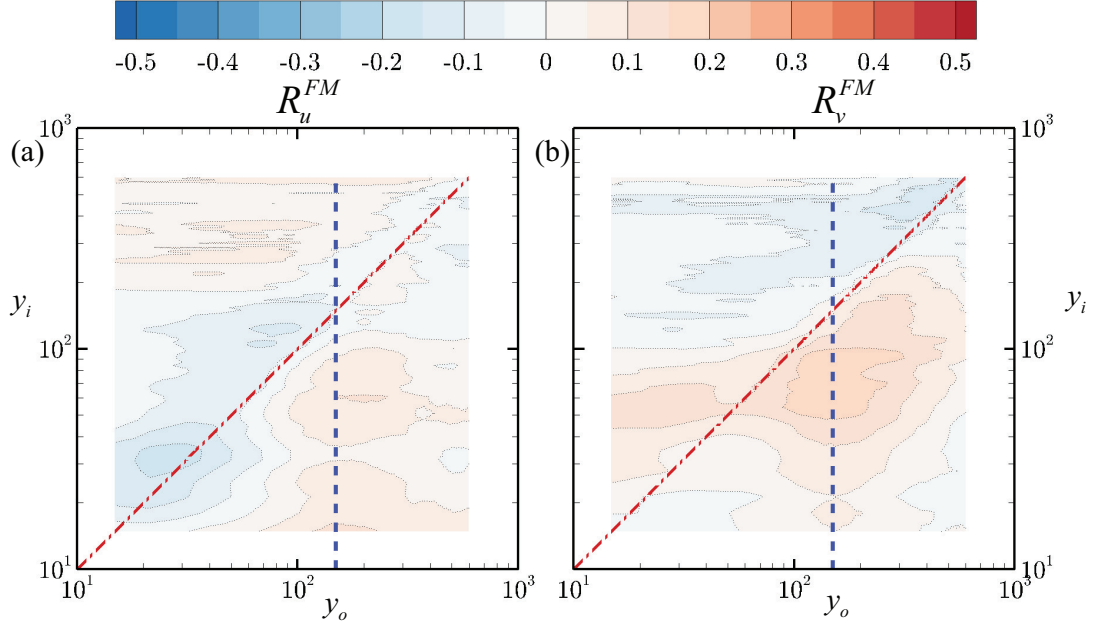 -0.5 -0.4 -0.3 -0.2 -0.1 0 0.1 0.2 0.3 0.4 0.5
R_u^{FM} R_v^{FM}
(a) 10^3 (b) 10^3
y_i 10^2 10^2 y_i
10^1 10^1
10^1 10^2 10^3 10^1 10^2 10^3
y_o y_o